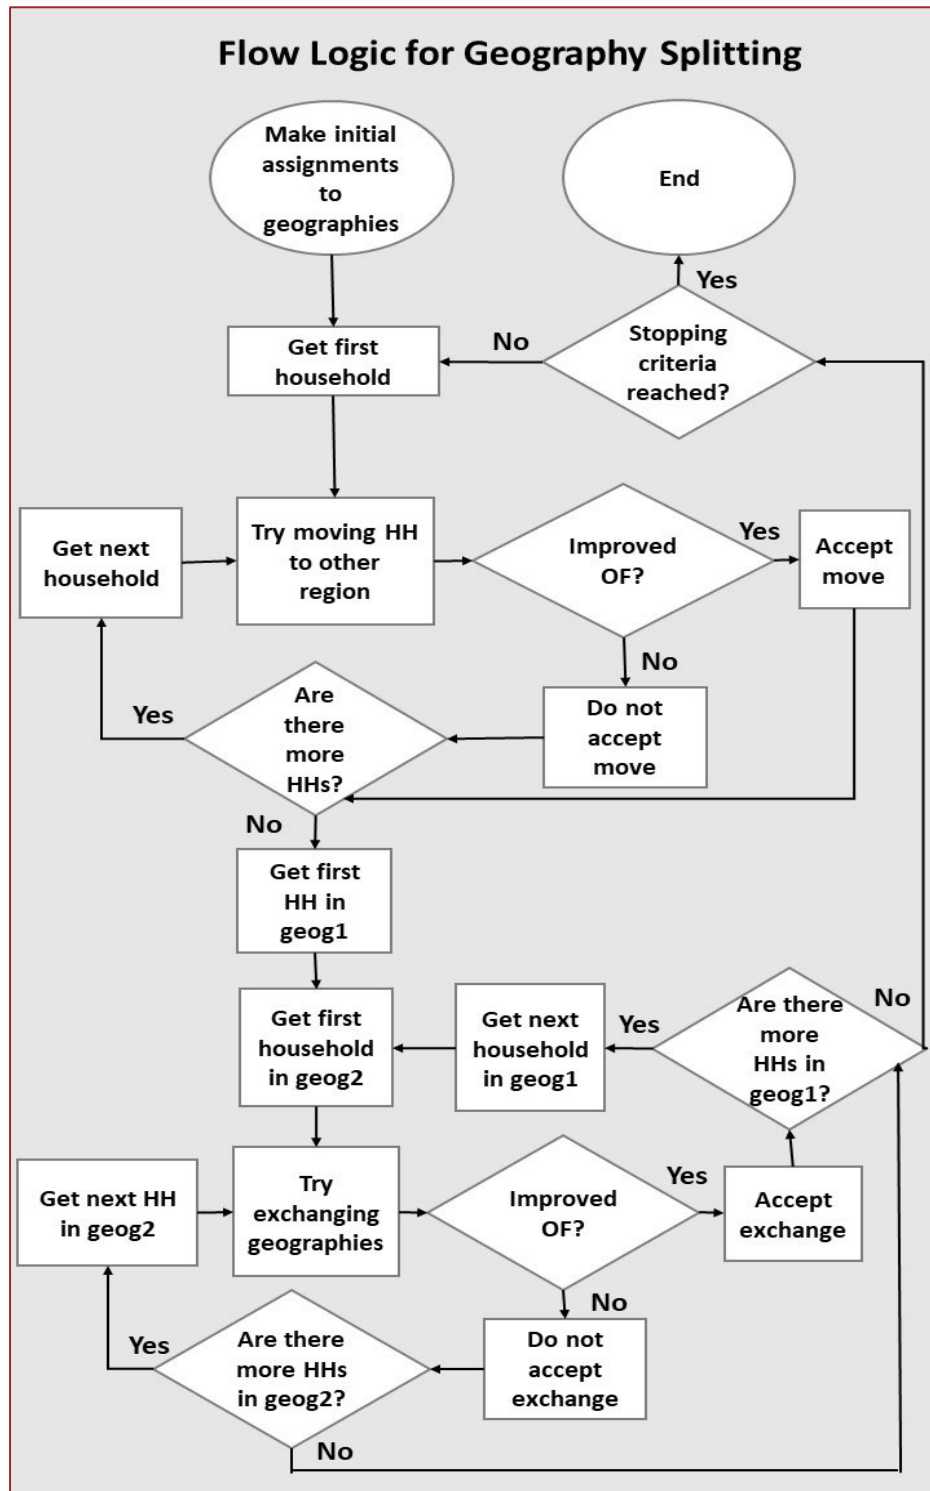 Flow Logic for Geography Splitting
Make initial
assignments
to
geographies
End
Yes
Get first
household
No
Stopping
criteria
reached?
Get next
household
Try moving HH
to other
region
Improved
OF?
Yes
Accept
move
No
Do not
accept
move
Are
there
more
HHs?
Yes
No
Get first
HH in
geog1
Get first
household
in geog2
Get next
household
in geog1
Yes
Are there
more
HHs in
geog1?
No
Get next HH
in geog2
Try
exchanging
geographies
Improved
OF?
Yes
Accept
exchange
No
Do not
accept
exchange
Are there
more HHs
in geog2?
Yes
No